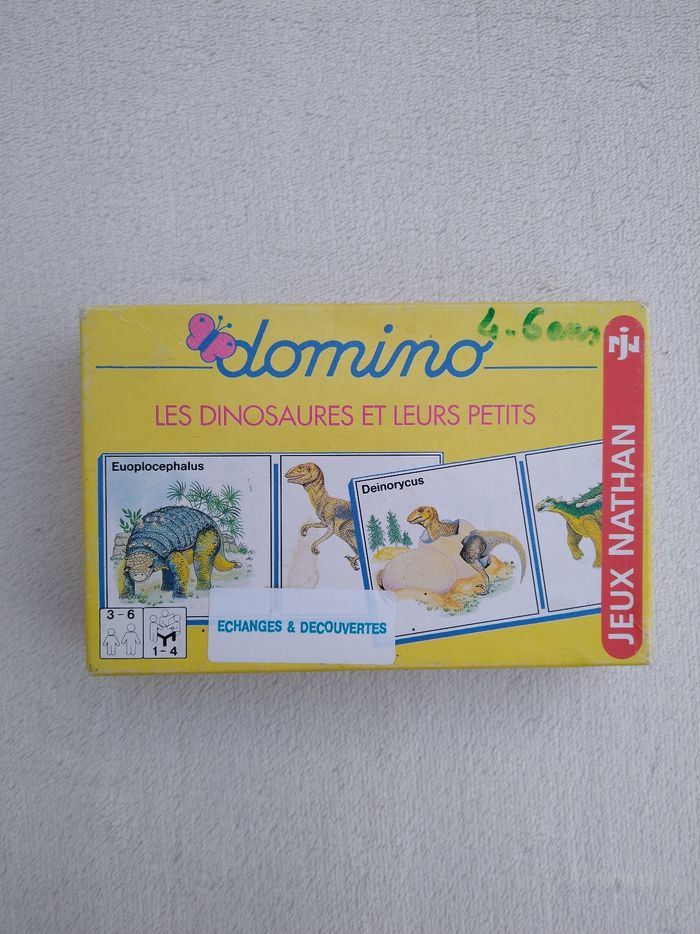 domino
4-6 ans
LES DINOSAURES ET LEURS PETITS
Euoplocephalus
Deinorycus
3-6
1-4
ECHANGES & DECOUVERTES
njn
JEUX NATHAN